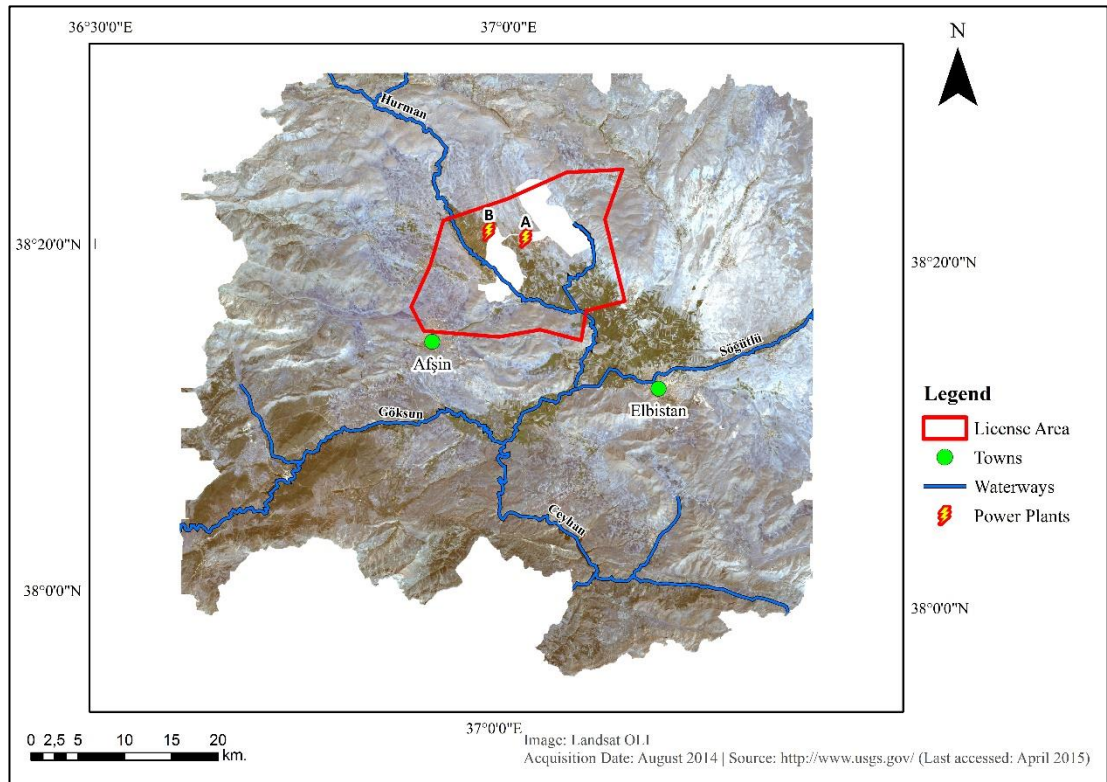 36°30'0"E
37°0'0"E
N
Hurman
B
A
38°20'0"N
38°20'0"N
Afşin
Söğütlü
Elbistan
Göksun
Ceyhan
Legend
License Area
Towns
Waterways
Power Plants
38°0'0"N
38°0'0"N
37°0'0"E
0 2,5 5 10 15 20
km.
Image: Landsat OLI
Acquisition Date: August 2014 | Source: http://www.usgs.gov/ (Last accessed: April 2015)